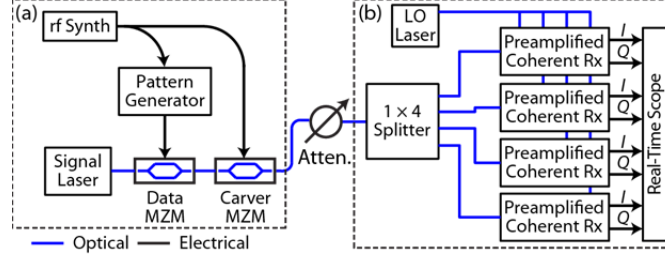 (a)
rf Synth
Pattern
Generator
Signal
Laser
Data
MZM
Carver
MZM
Optical
Electrical
Atten.
(b)
LO
Laser
1 × 4
Splitter
Preamplified
Coherent Rx
I
Q
Preamplified
Coherent Rx
I
Q
Preamplified
Coherent Rx
I
Q
Preamplified
Coherent Rx
I
Q
Real-Time Scope